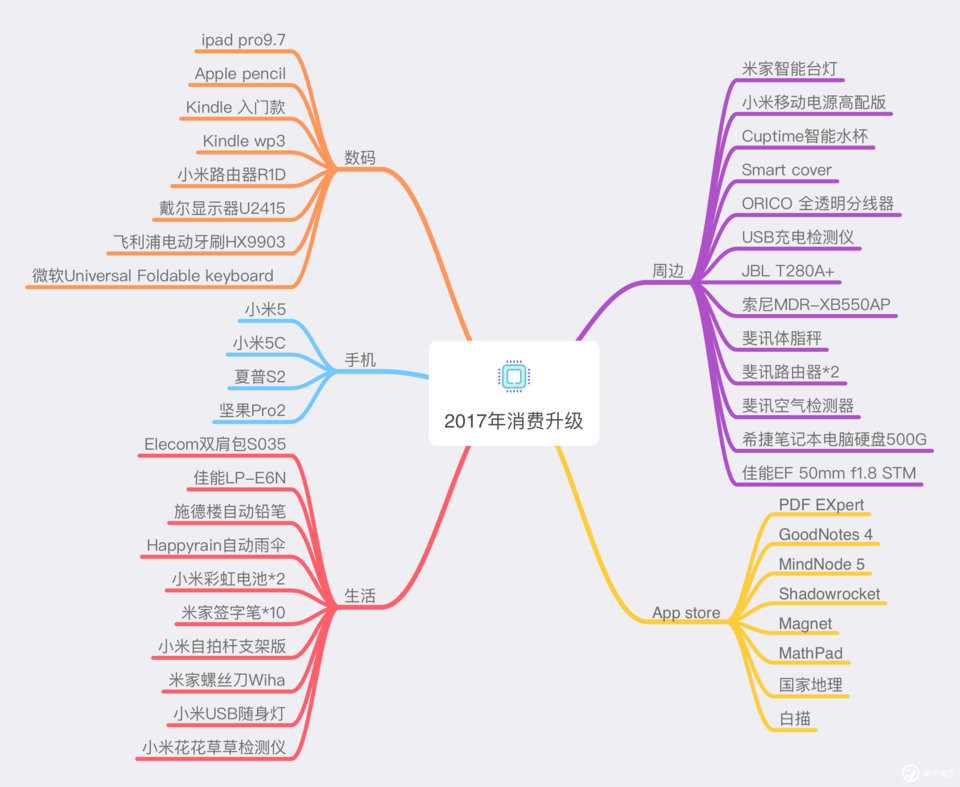 2017年消费升级
数码
ipad pro9.7
Apple pencil
Kindle 入门款
Kindle wp3
小米路由器R1D
戴尔显示器U2415
飞利浦电动牙刷HX9903
微软Universal Foldable keyboard
手机
小米5
小米5C
夏普S2
坚果Pro2
生活
Elecom双肩包S035
佳能LP-E6N
施德楼自动铅笔
Happyrain自动雨伞
小米彩虹电池*2
米家签字笔*10
小米自拍杆支架版
米家螺丝刀Wiha
小米USB随身灯
小米花花草草检测仪
周边
米家智能台灯
小米移动电源高配版
Cuptime智能水杯
Smart cover
ORICO 全透明分线器
USB充电检测仪
JBL T280A+
索尼MDR-XB550AP
斐讯体脂秤
斐讯路由器*2
斐讯空气检测器
希捷笔记本电脑硬盘500G
佳能EF 50mm f1.8 STM
App store
PDF EXpert
GoodNotes 4
MindNode 5
Shadowrocket
Magnet
MathPad
国家地理
白描